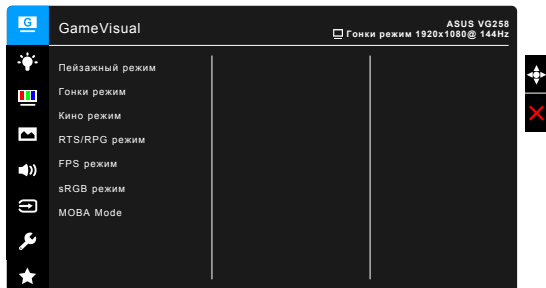 G
GameVisual
ASUS VG258
Гонки режим 1920x1080@ 144Hz
Пейзажный режим
Гонки режим
Кино режим
RTS/RPG режим
FPS режим
sRGB режим
MOBA Mode